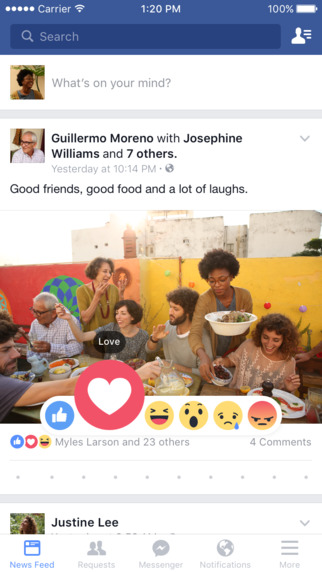 Carrier 1:20 PM 100%
Search
What's on your mind?
Guillermo Moreno with Josephine
Williams and 7 others.
Yesterday at 10:14 PM ·
Good friends, good food and a lot of laughs.
Love
Myles Larson and 23 others 4 Comments
Justine Lee
News Feed Requests Messenger Notifications More